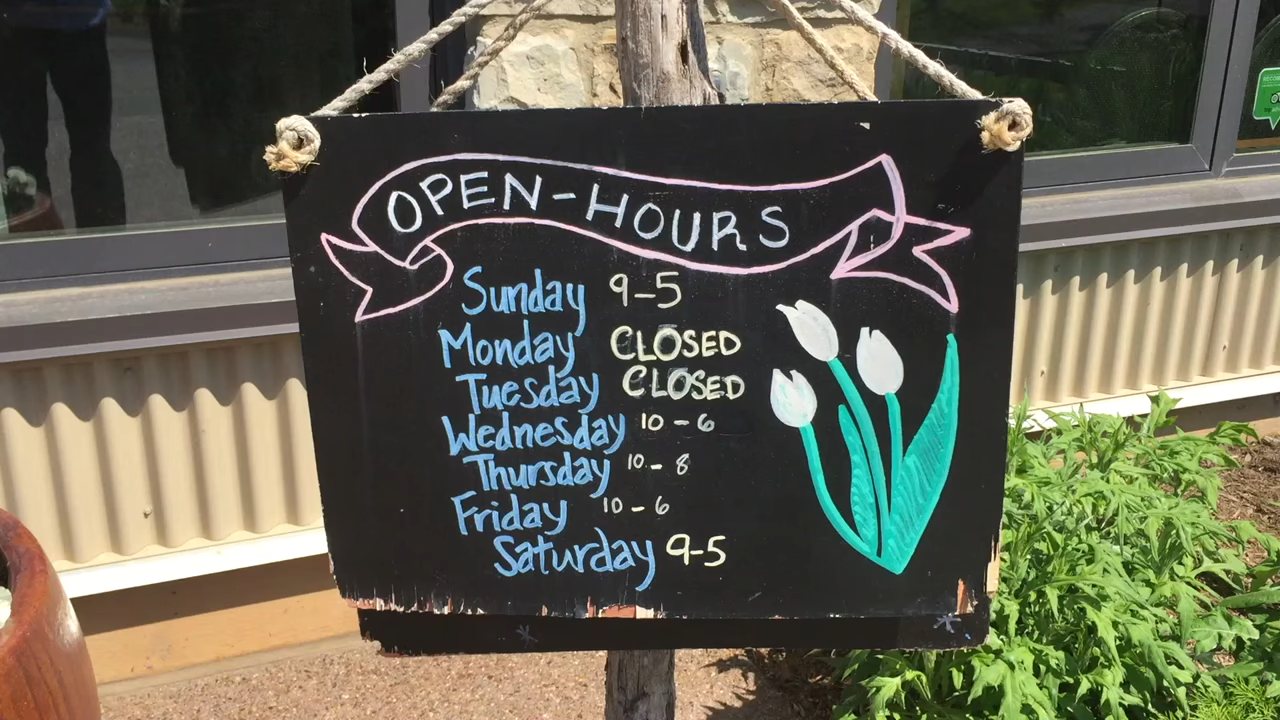 OPEN-HOURS
Sunday 9-5
Monday CLOSED
Tuesday CLOSED
Wednesday 10-6
Thursday 10-8
Friday 10-6
Saturday 9-5